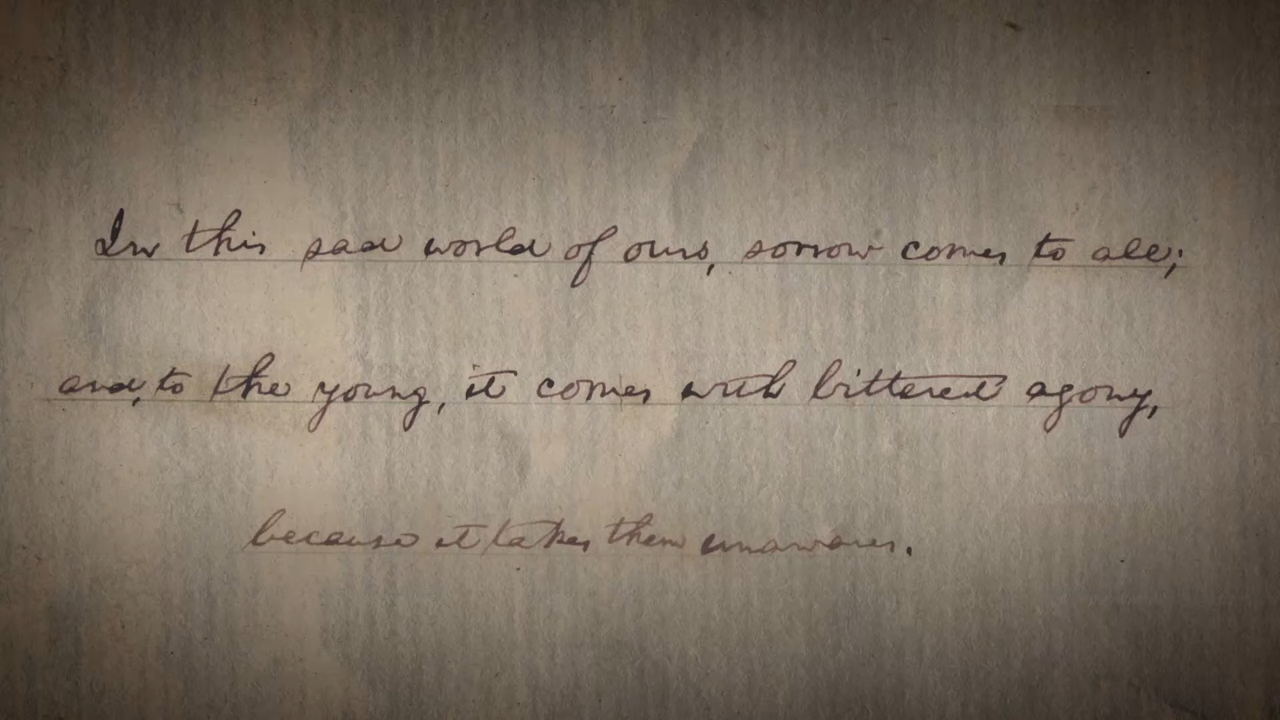 In this sad world of ours, sorrow comes to all;
and, to the young, it comes with bitterest agony,
because it takes them unawares.